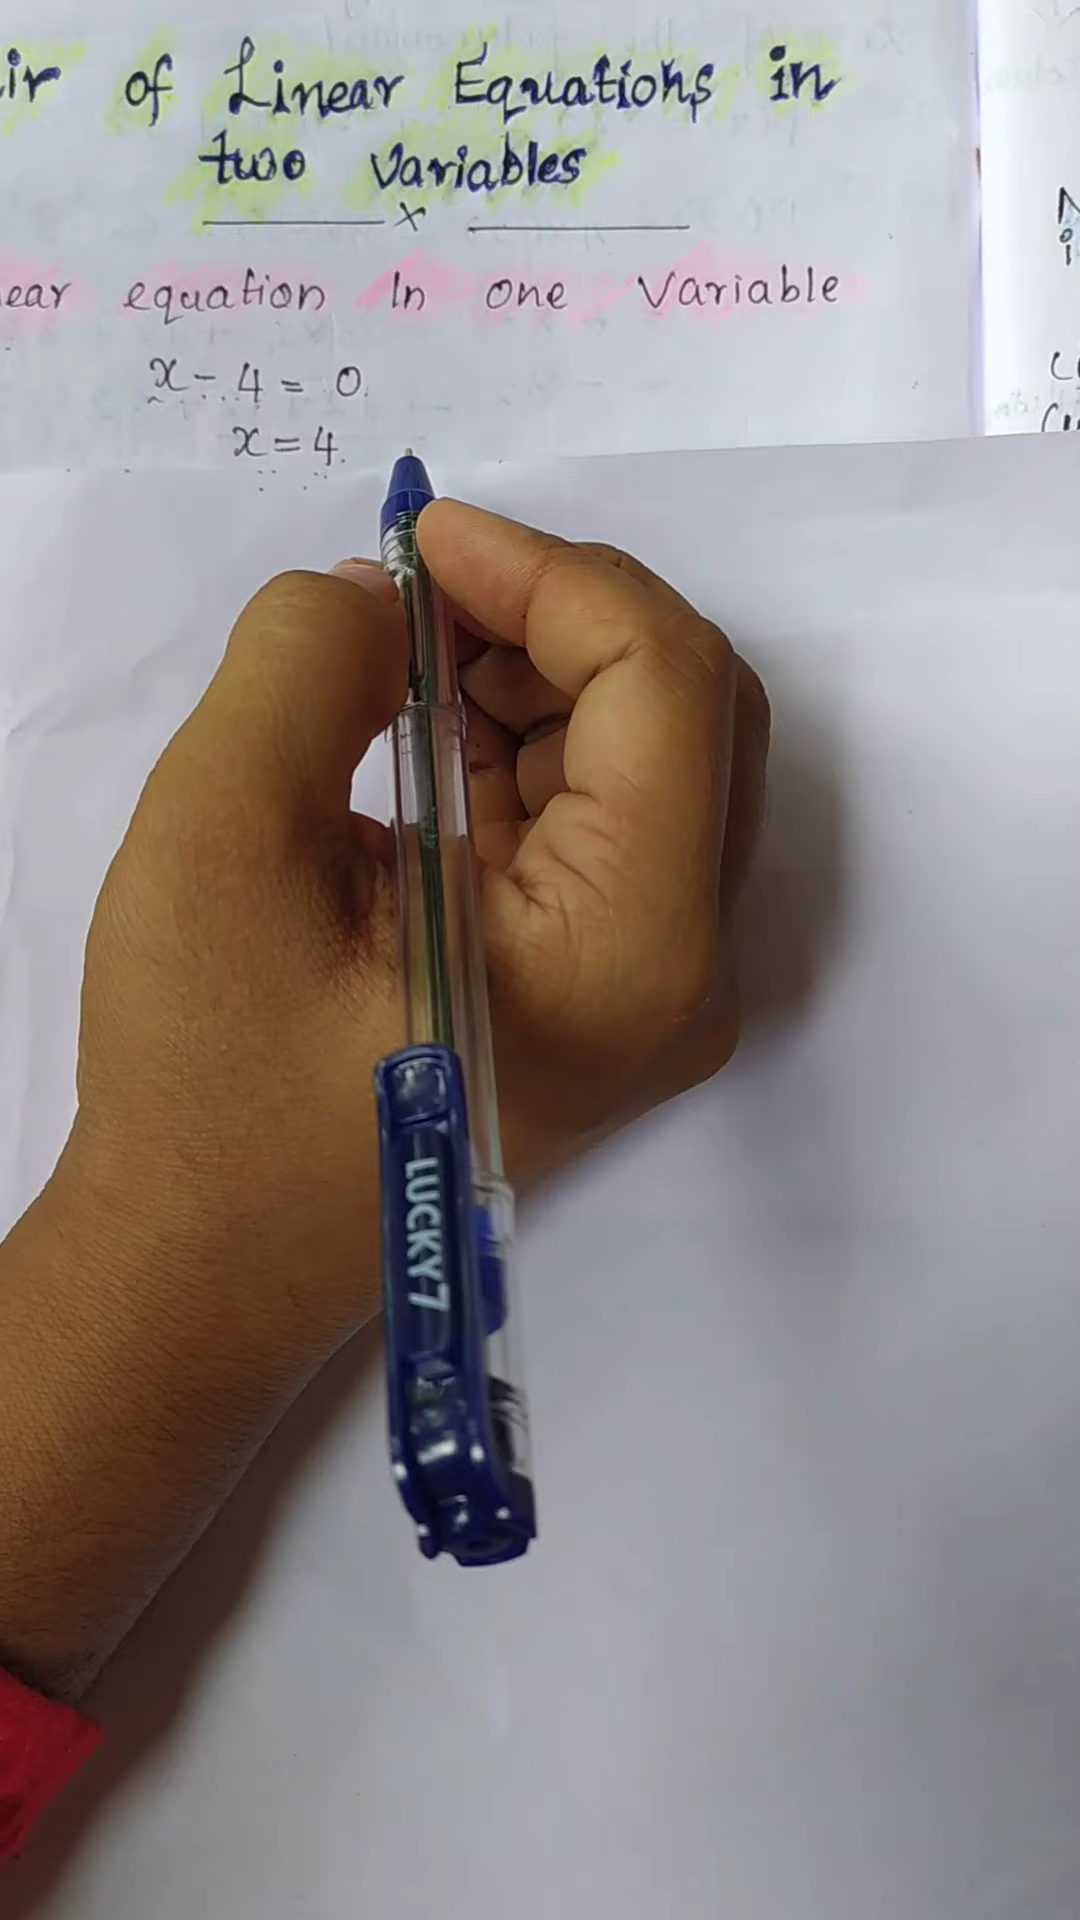 of Linear Equations in
two Variables
x
equation In one Variable
x - 4 = 0.
x = 4.
LUCKY7